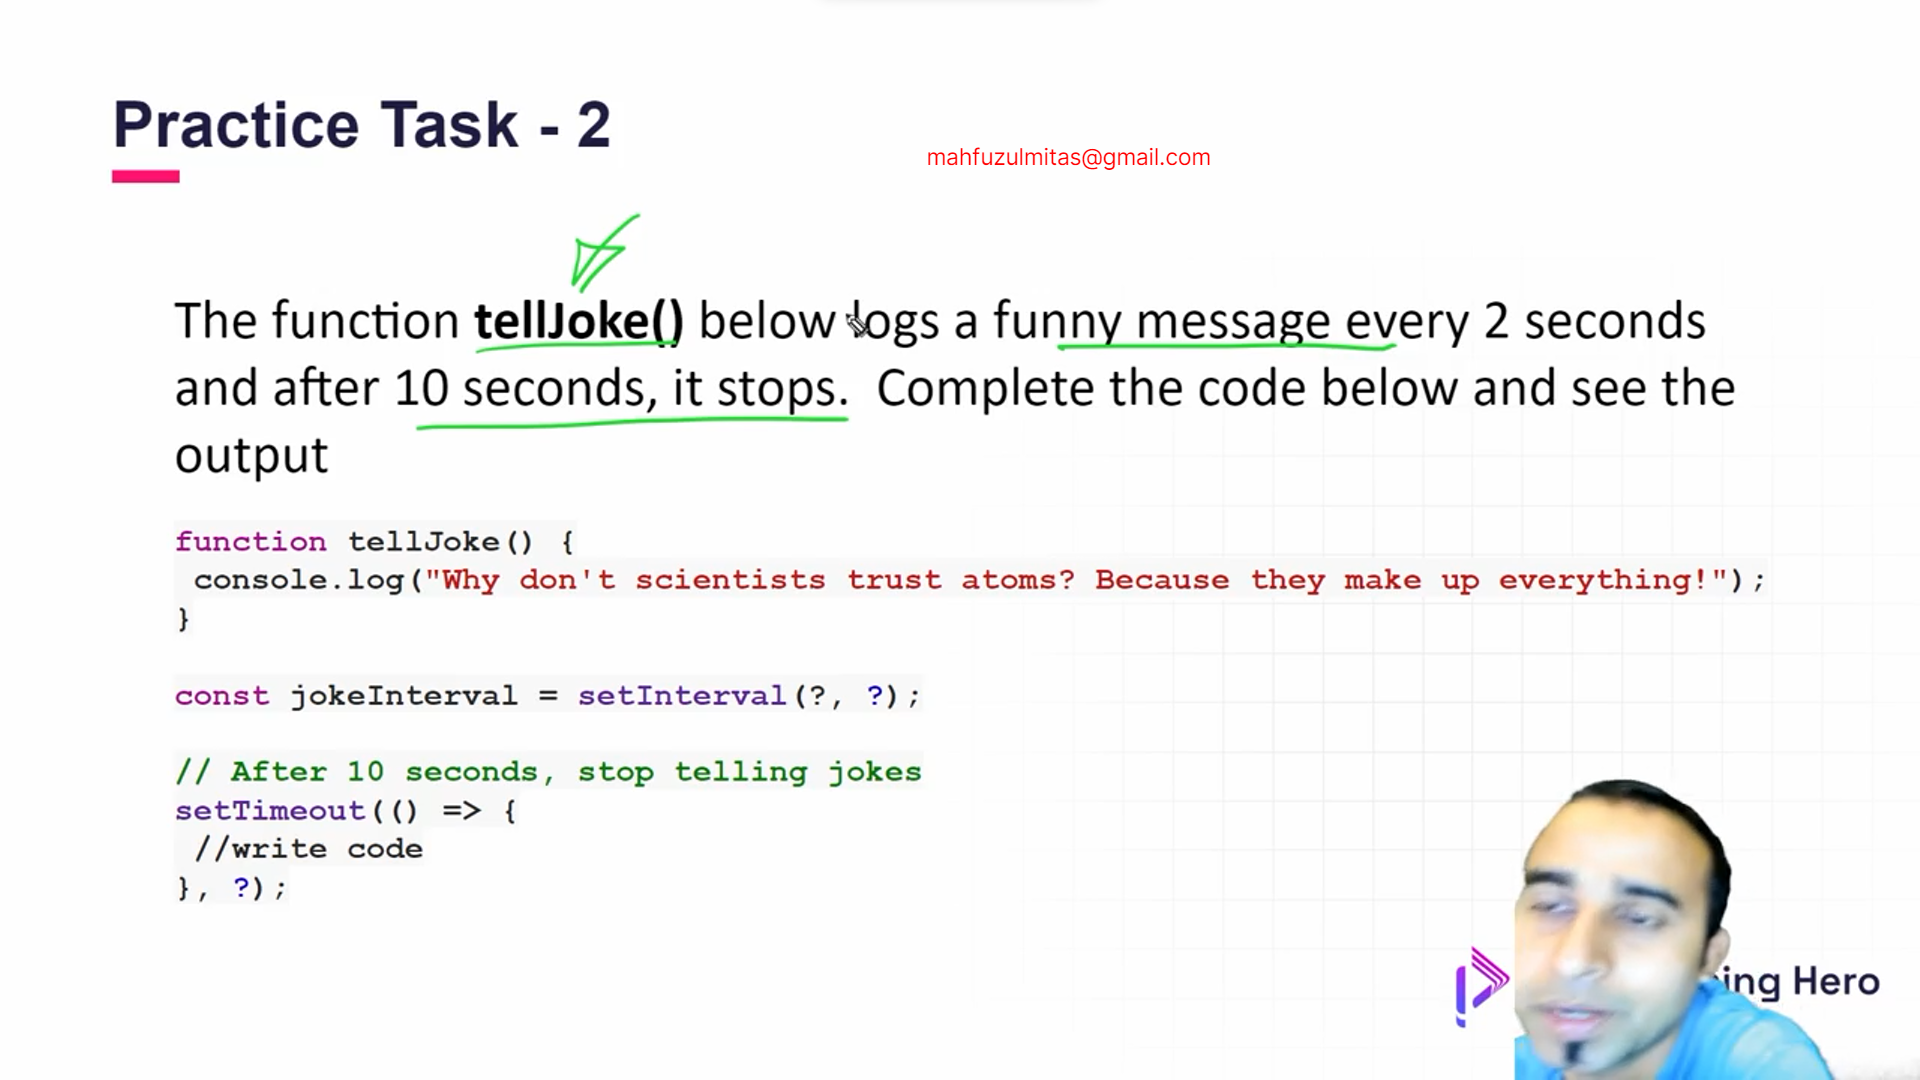 Practice Task - 2
mahfuzulmitas@gmail.com
The function tellJoke() below logs a funny message every 2 seconds
and after 10 seconds, it stops. Complete the code below and see the
output
function tellJoke() {
console.log("Why don't scientists trust atoms? Because they make up everything!");
}
const jokeInterval = setInterval(?, ?);
// After 10 seconds, stop telling jokes
setTimeout(() => {
//write code
}, ?);
ing Hero